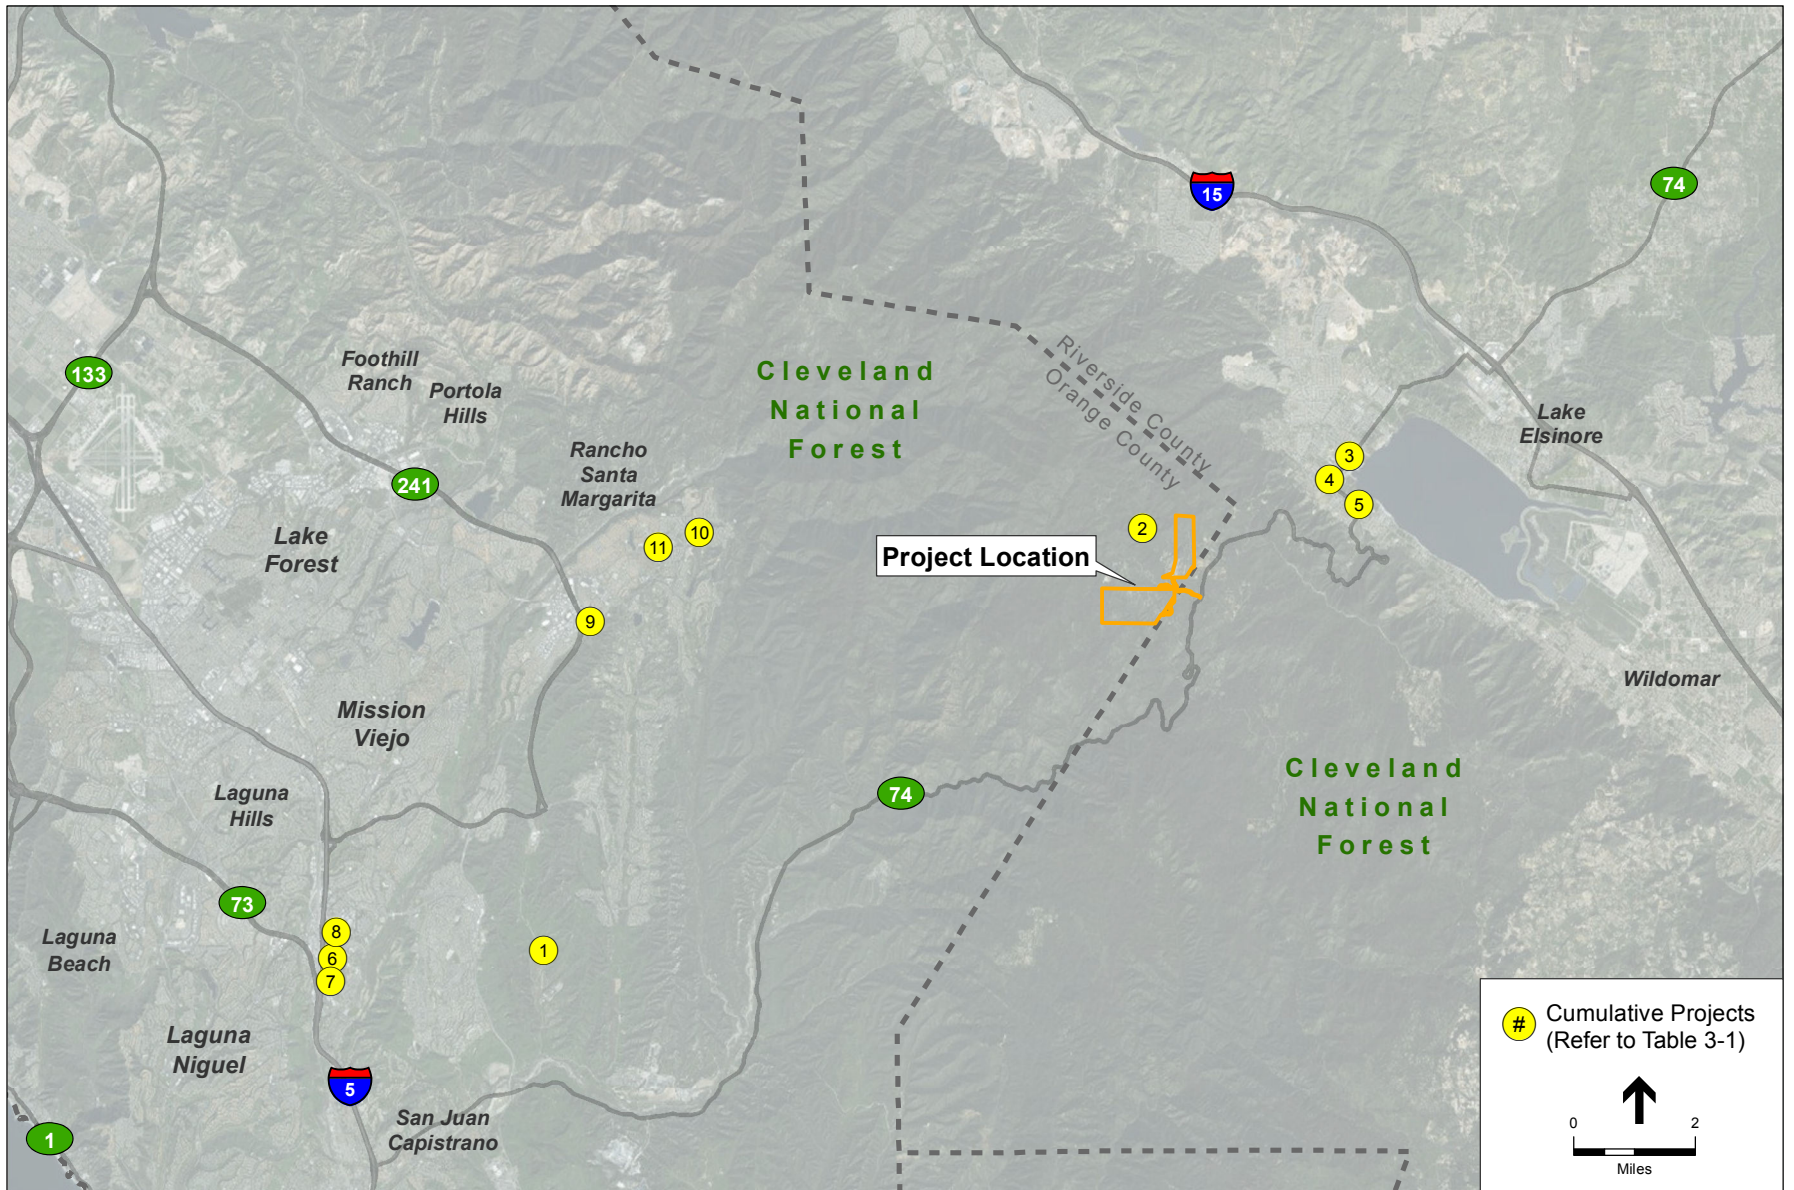 15
74
Riverside County
Orange County
133
Foothill
Ranch
Portola
Hills
Cleveland
National
Forest
Lake
Elsinore
Rancho
Santa
Margarita
241
3
4
5
Lake
Forest
10
11
2
Project Location
9
Wildomar
Mission
Viejo
Laguna
Hills
74
Cleveland
National
Forest
73
Laguna
Beach
8
6
7
1
Laguna
Niguel
5
San Juan
Capistrano
1
# Cumulative Projects
(Refer to Table 3-1)
0 2
Miles